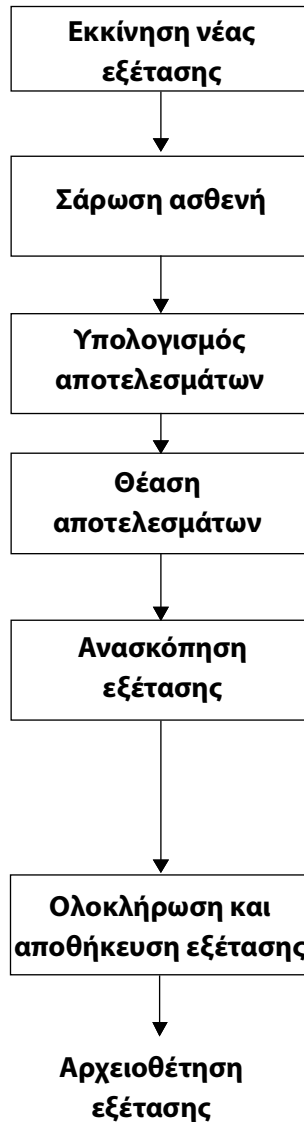 Εκκίνηση νέας
εξέτασης
Σάρωση ασθενή
Υπολογισμός
αποτελεσμάτων
Θέαση
αποτελεσμάτων
Ανασκόπηση
εξέτασης
Ολοκλήρωση και
αποθήκευση εξέτασης
Αρχειοθέτηση
εξέτασης